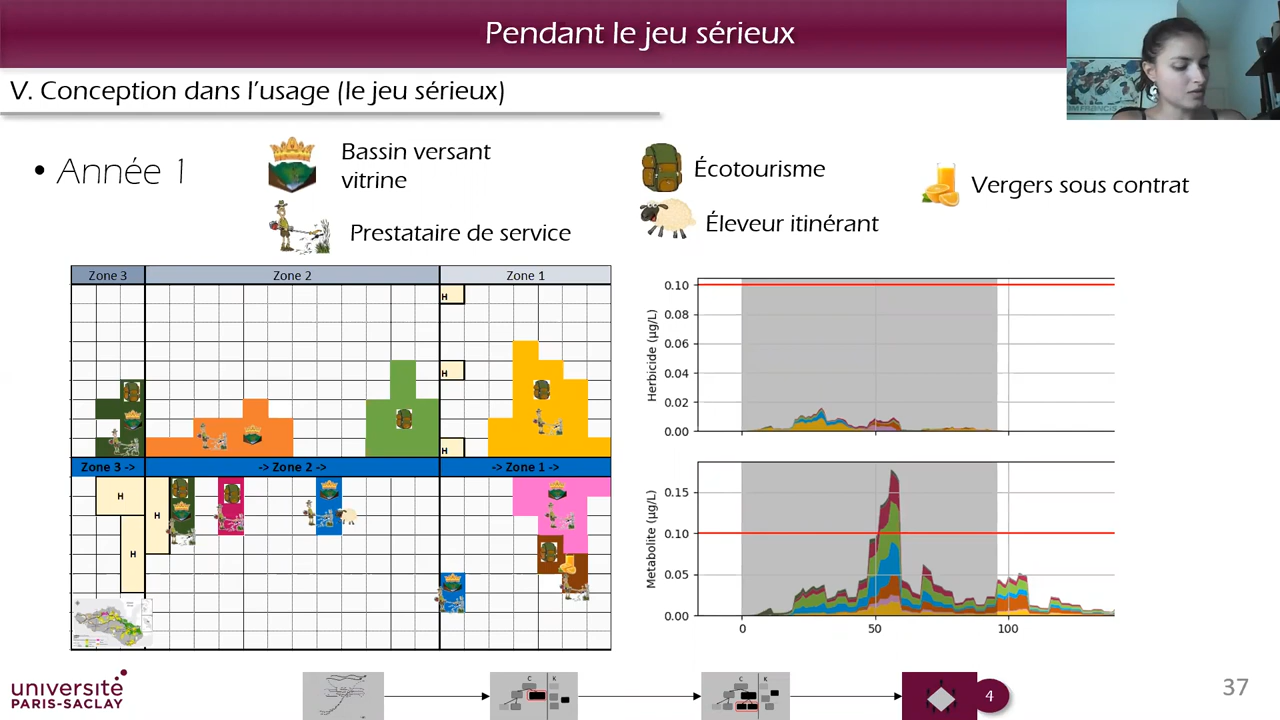 Pendant le jeu sérieux
V. Conception dans l'usage (le jeu sérieux)
• Année 1
Bassin versant
vitrine
Prestataire de service
Écotourisme
Éleveur itinérant
Vergers sous contrat
Zone 3
Zone 2
Zone 1
H
H
H
Zone 3 ->
-> Zone 2 ->
-> Zone 1 ->
H
H
H
Herbicide (µg/L)
0.10
0.08
0.06
0.04
0.02
0.00
Metabolite (µg/L)
0.15
0.10
0.05
0.00
0
50
100
université
PARIS-SACLAY
C
K
C
K
4
37